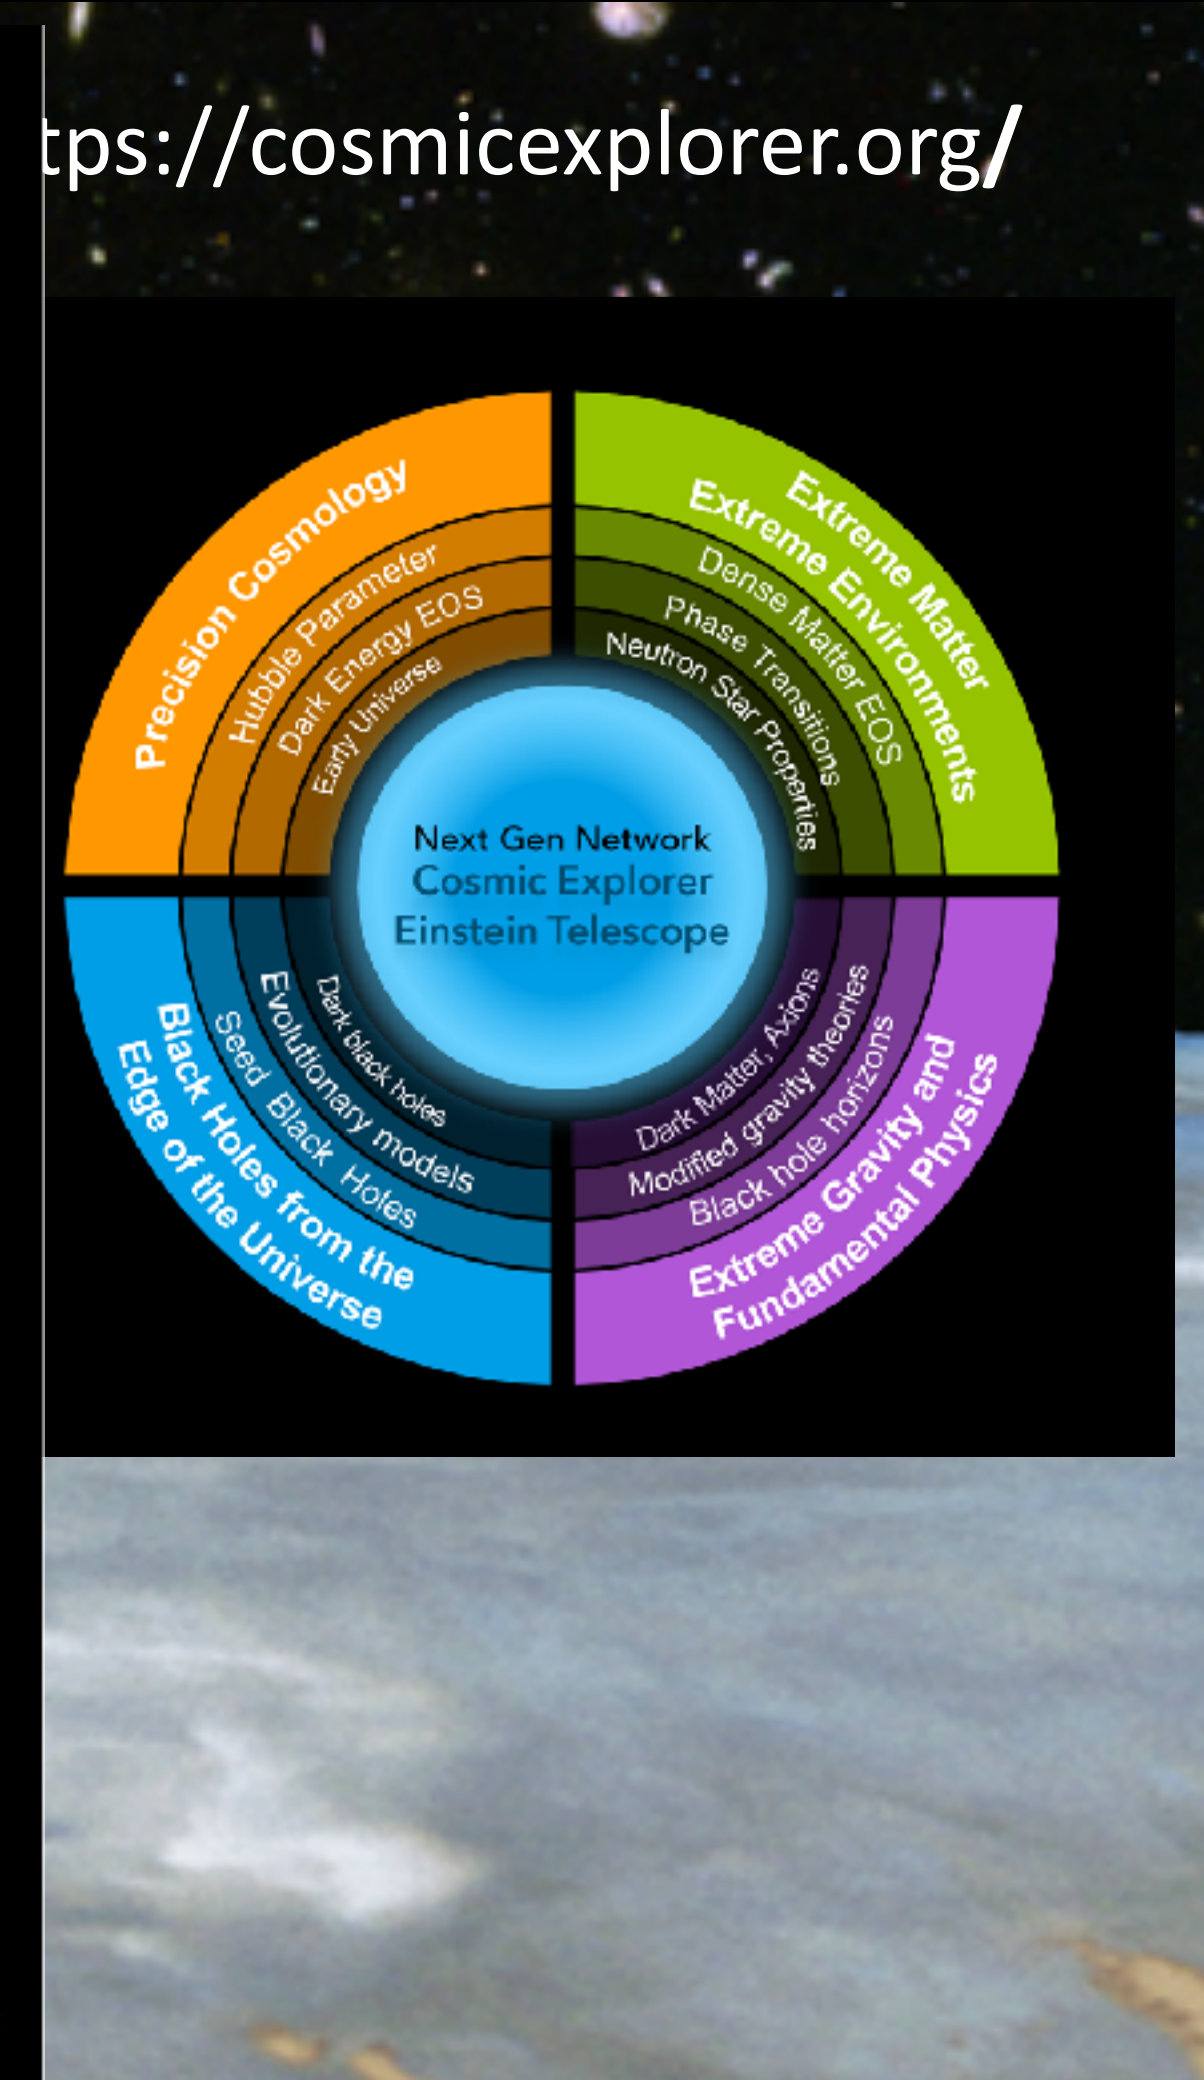 tps://cosmicexplorer.org/
Precision Cosmology
Hubble Parameter
Dark Energy EOS
Early Universe
Extreme Matter
Extreme Environments
Dense Matter EOS
Phase Transitions
Neutron Star Properties
Next Gen Network
Cosmic Explorer
Einstein Telescope
Dark black holes
Evolutionary models
Seed Black Holes
Black Holes from the
Edge of the Universe
Dark Matter, Axions
Modified gravity theories
Black hole horizons
Extreme Gravity and
Fundamental Physics